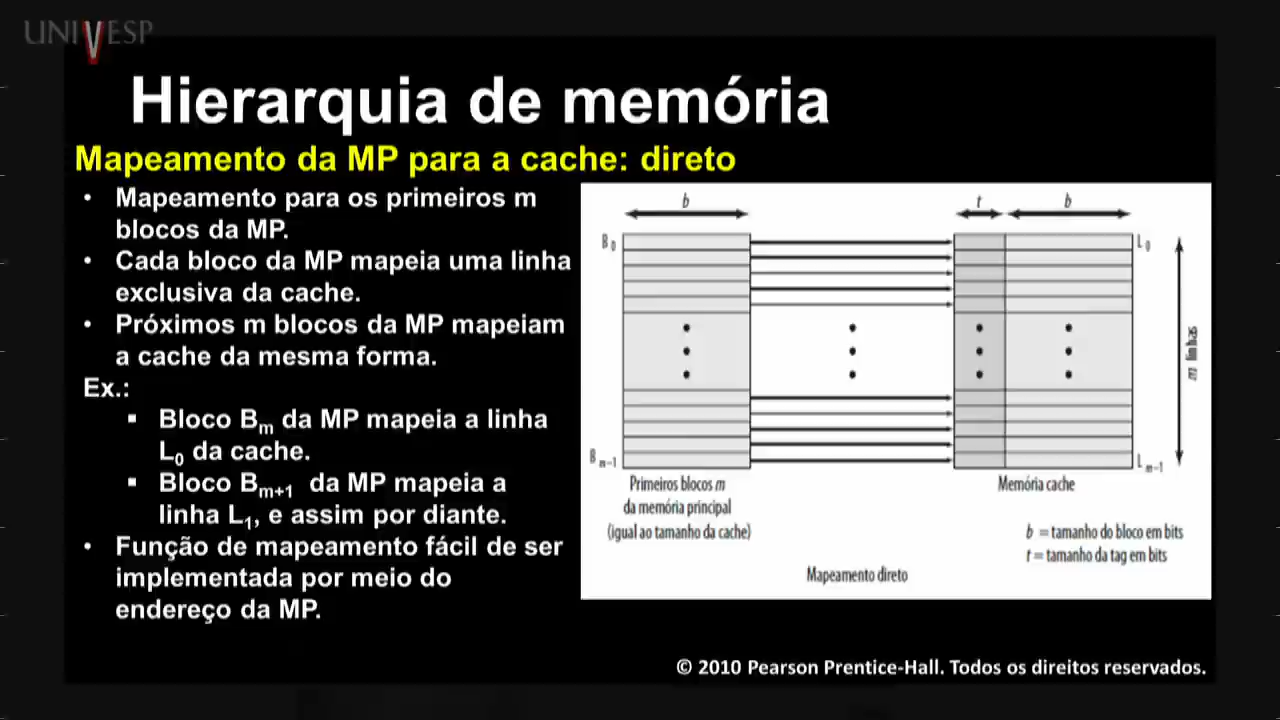 UNIVESP
Hierarquia de memória
Mapeamento da MP para a cache: direto
• Mapeamento para os primeiros m
blocos da MP.
• Cada bloco da MP mapeia uma linha
exclusiva da cache.
• Próximos m blocos da MP mapeiam
a cache da mesma forma.
Ex.:
▪ Bloco Bm da MP mapeia a linha
L0 da cache.
▪ Bloco Bm+1 da MP mapeia a
linha L1, e assim por diante.
• Função de mapeamento fácil de ser
implementada por meio do
endereço da MP.
b
t
b
B0
L0
m linhas
Bm–1
Lm–1
Primeiros blocos m
da memória principal
(igual ao tamanho da cache)
Memória cache
b = tamanho do bloco em bits
t = tamanho da tag em bits
Mapeamento direto
© 2010 Pearson Prentice-Hall. Todos os direitos reservados.